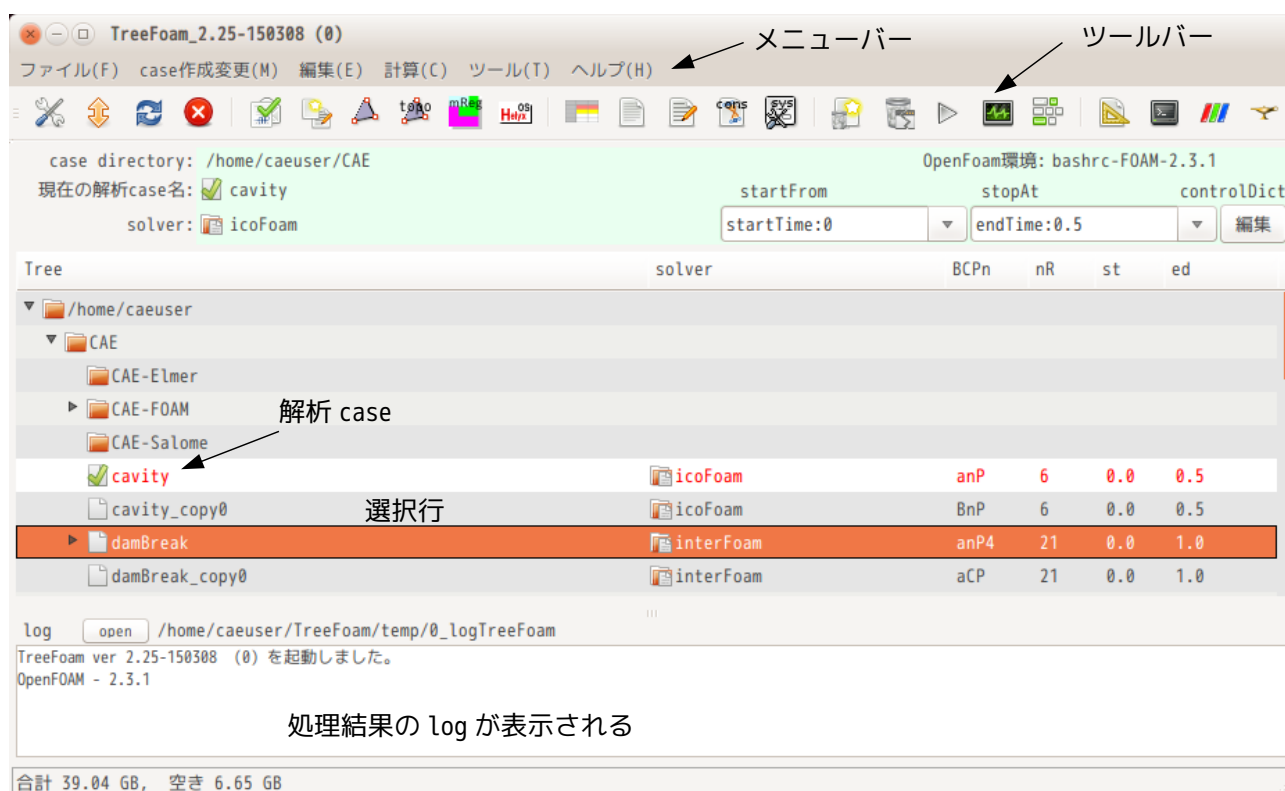 TreeFoam_2.25-150308 (0)
メニューバー
ツールバー
ファイル(F) case作成変更(M) 編集(E) 計算(C) ツール(T) ヘルプ(H)
topo mReg Helyx OS cons sys
case directory: /home/caeuser/CAE OpenFoam環境: bashrc-FOAM-2.3.1
現在の解析case名: cavity startFrom stopAt controlDict
solver: icoFoam startTime:0 endTime:0.5 編集
Tree solver BCPn nR st ed
/home/caeuser
CAE
CAE-Elmer
CAE-FOAM
解析 case
CAE-Salome
cavity icoFoam anP 6 0.0 0.5
cavity_copy0 選択行 icoFoam BnP 6 0.0 0.5
damBreak interFoam anP4 21 0.0 1.0
damBreak_copy0 interFoam aCP 21 0.0 1.0
log open /home/caeuser/TreeFoam/temp/0_logTreeFoam
TreeFoam ver 2.25-150308 (0) を起動しました。
OpenFOAM - 2.3.1
処理結果の log が表示される
合計 39.04 GB, 空き 6.65 GB